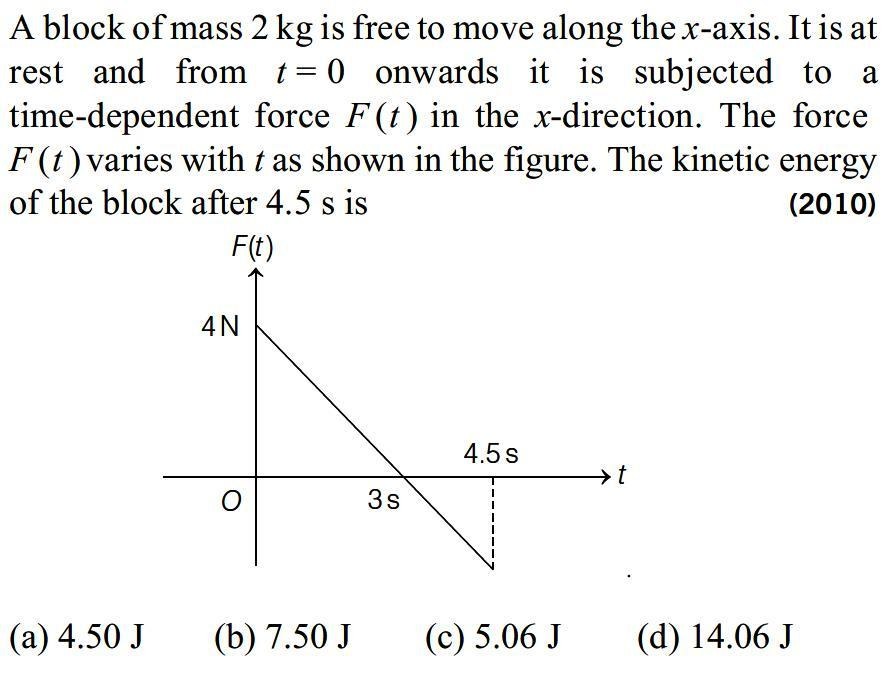 A block of mass 2 kg is free to move along the x-axis. It is at
rest and from t = 0 onwards it is subjected to a
time-dependent force F(t) in the x-direction. The force
F(t) varies with t as shown in the figure. The kinetic energy
of the block after 4.5 s is (2010)
F(t)
4N
4.5 s
t
O
3s
(a) 4.50 J (b) 7.50 J (c) 5.06 J (d) 14.06 J